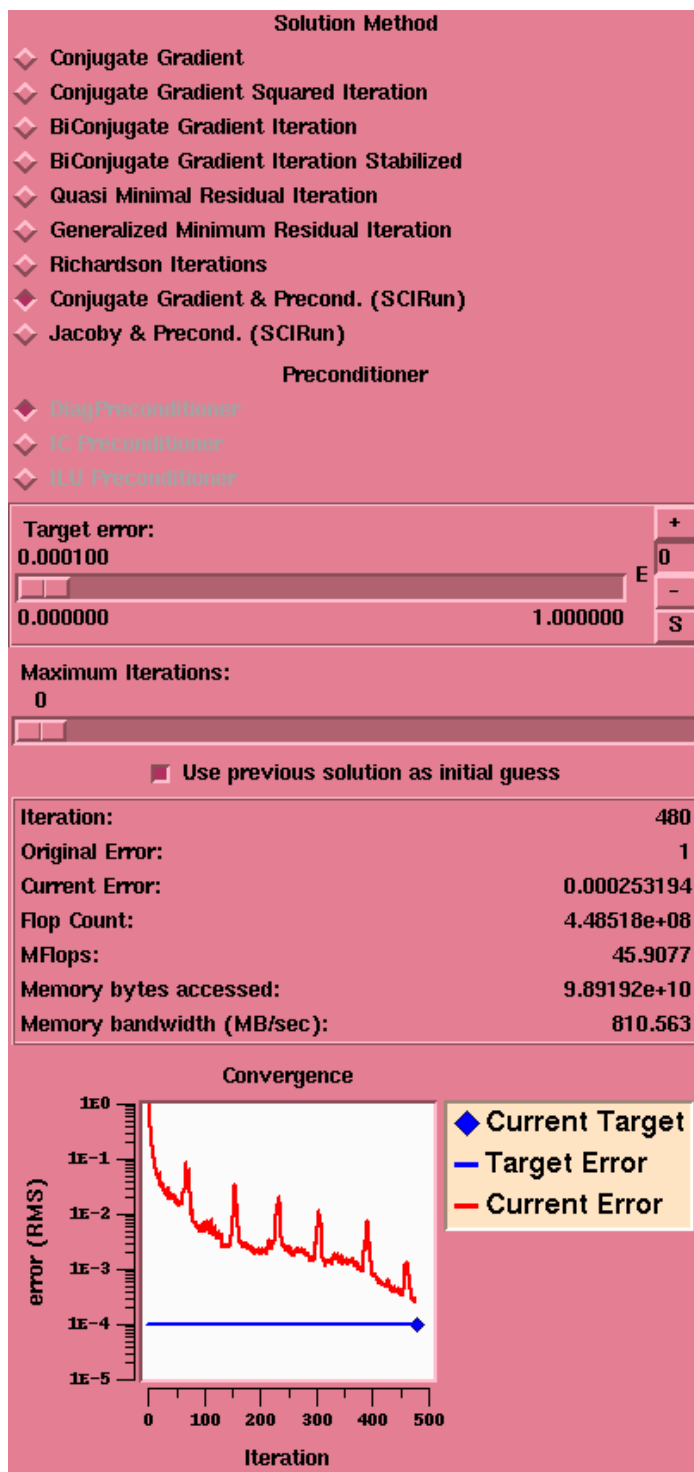 Solution Method
Conjugate Gradient
Conjugate Gradient Squared Iteration
BiConjugate Gradient Iteration
BiConjugate Gradient Iteration Stabilized
Quasi Minimal Residual Iteration
Generalized Minimum Residual Iteration
Richardson Iterations
Conjugate Gradient & Precond. (SCIRun)
Jacoby & Precond. (SCIRun)
Preconditioner
DiagPreconditioner
IC Preconditioner
ILU Preconditioner
Target error:
+
0.000100
E 0
-
0.000000 1.000000
S
Maximum Iterations:
0
Use previous solution as initial guess
Iteration: 480
Original Error: 1
Current Error: 0.000253194
Flop Count: 4.48518e+08
MFlops: 45.9077
Memory bytes accessed: 9.89192e+10
Memory bandwidth (MB/sec): 810.563
Convergence
1E0
1E-1
1E-2
1E-3
1E-4
1E-5
error (RMS)
0 100 200 300 400 500
Iteration
Current Target
Target Error
Current Error